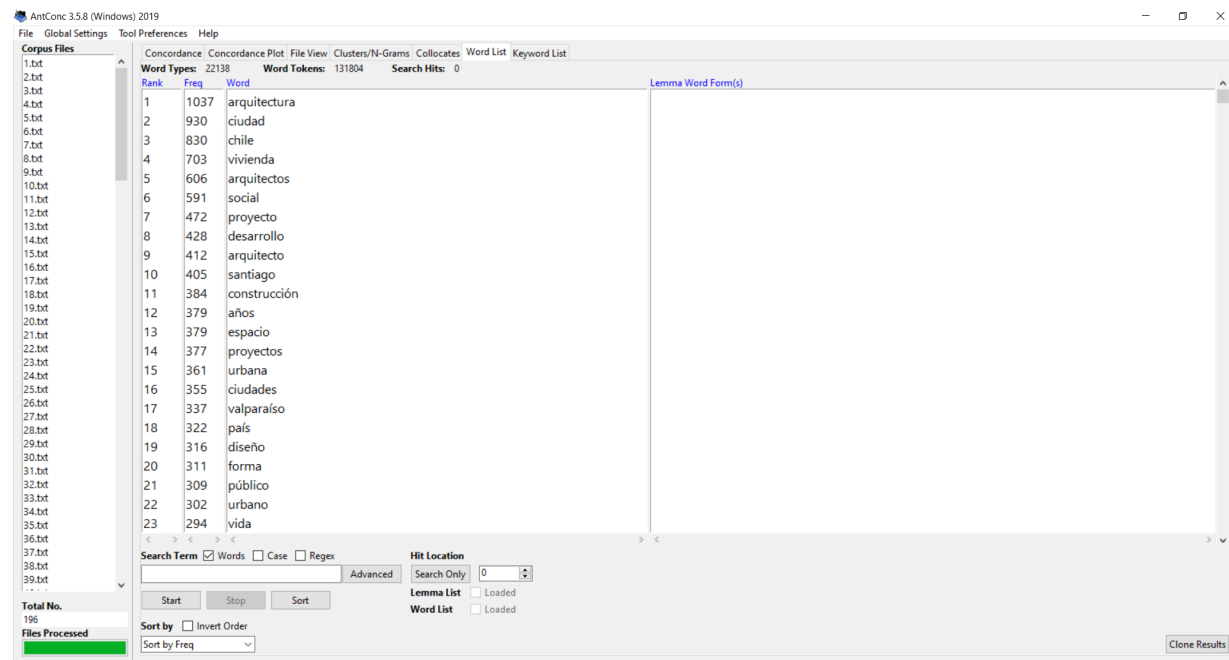 AntConc 3.5.8 (Windows) 2019
File Global Settings Tool Preferences Help
Corpus Files
1.txt
2.txt
3.txt
4.txt
5.txt
6.txt
7.txt
8.txt
9.txt
10.txt
11.txt
12.txt
13.txt
14.txt
15.txt
16.txt
17.txt
18.txt
19.txt
20.txt
21.txt
22.txt
23.txt
24.txt
25.txt
26.txt
27.txt
28.txt
29.txt
30.txt
31.txt
32.txt
33.txt
34.txt
35.txt
36.txt
37.txt
38.txt
39.txt
Total No.
196
Files Processed
Concordance Concordance Plot File View Clusters/N-Grams Collocates Word List Keyword List
Word Types: 22138 Word Tokens: 131804 Search Hits: 0
Rank Freq Word Lemma Word Form(s)
1 1037 arquitectura
2 930 ciudad
3 830 chile
4 703 vivienda
5 606 arquitectos
6 591 social
7 472 proyecto
8 428 desarrollo
9 412 arquitecto
10 405 santiago
11 384 construcción
12 379 años
13 379 espacio
14 377 proyectos
15 361 urbana
16 355 ciudades
17 337 valparaíso
18 322 país
19 316 diseño
20 311 forma
21 309 público
22 302 urbano
23 294 vida
Search Term Words Case Regex Hit Location
Advanced Search Only 0
Start Stop Sort Lemma List Loaded
Word List Loaded
Sort by Invert Order
Sort by Freq Clone Results